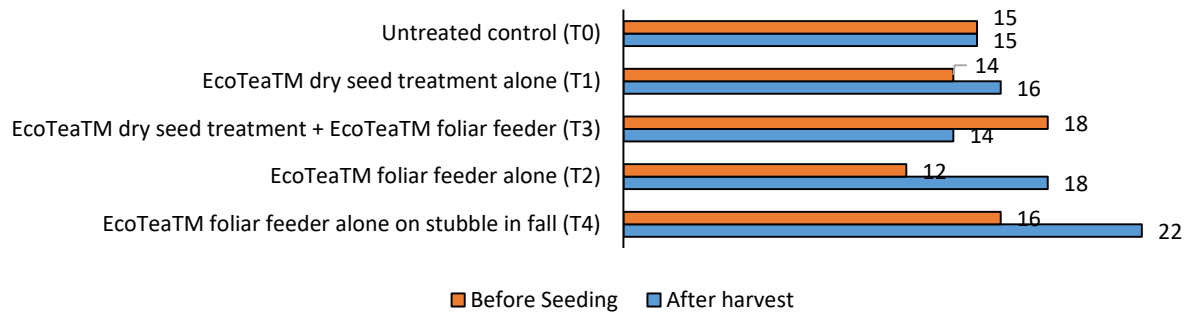 Untreated control (T0)
15
15
EcoTeaTM dry seed treatment alone (T1)
14
16
EcoTeaTM dry seed treatment + EcoTeaTM foliar feeder (T3)
18
14
EcoTeaTM foliar feeder alone (T2)
12
18
EcoTeaTM foliar feeder alone on stubble in fall (T4)
16
22
Before Seeding After harvest